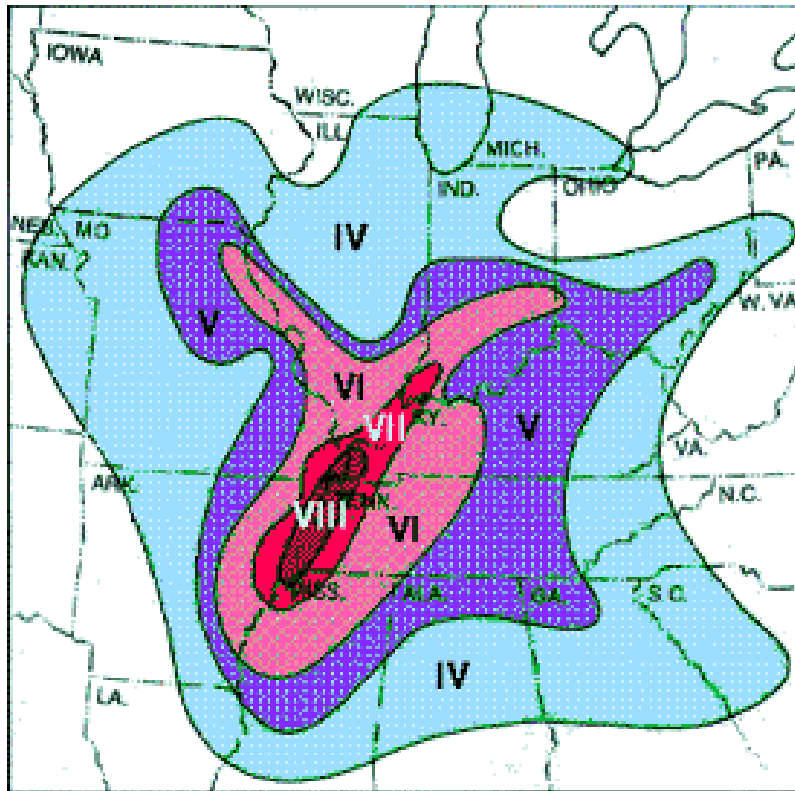 IOWA
WISC.
ILL.
MICH.
PA.
IND.
OHIO
NEB.
MO.
IV
KAN.
W. VA
V
VI
VII
KY.
V
VA.
ARK.
N.C.
TENN.
VIII
VI
MISS.
ALA.
GA.
S.C.
IV
LA.